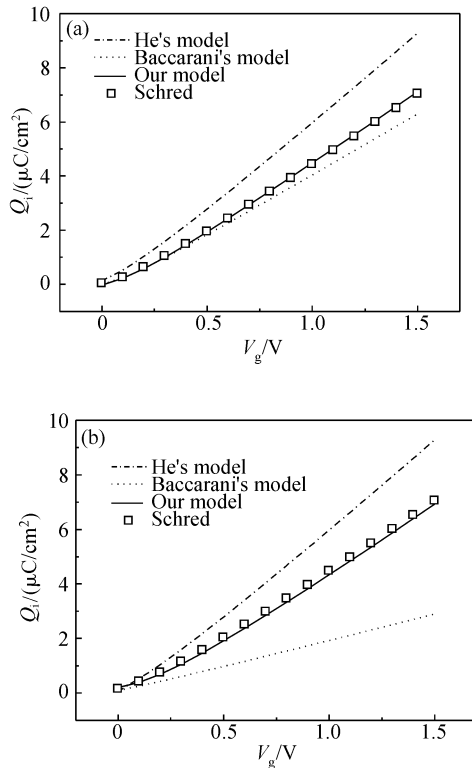 (a)
He's model
Baccarani's model
Our model
Schred
10
8
6
4
2
0
Qi/(μC/cm²)
0 0.5 1.0 1.5
Vg/V
(b)
He's model
Baccarani's model
Our model
Schred
10
8
6
4
2
0
Qi/(μC/cm²)
0 0.5 1.0 1.5
Vg/V